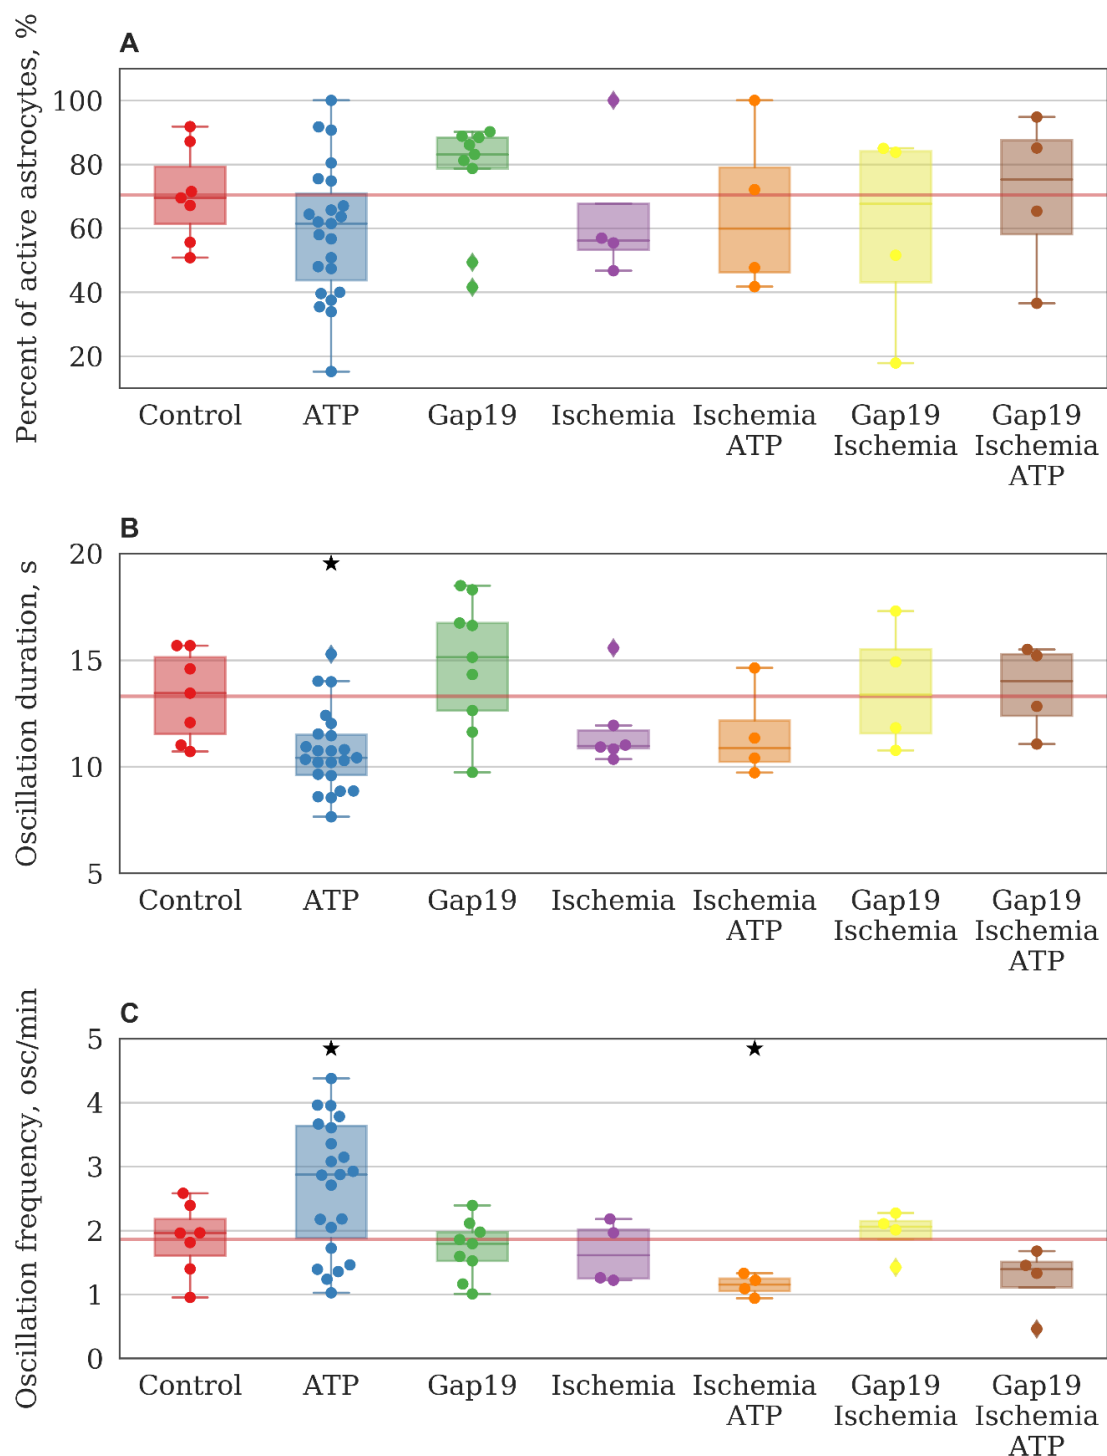 A
Percent of active astrocytes, %
100
80
60
40
20
Control ATP Gap19 Ischemia Ischemia Gap19 Gap19
ATP Ischemia Ischemia
ATP
B
Oscillation duration, s
20
15
10
5
Control ATP Gap19 Ischemia Ischemia Gap19 Gap19
ATP Ischemia Ischemia
ATP
C
Oscillation frequency, osc/min
5
4
3
2
1
0
Control ATP Gap19 Ischemia Ischemia Gap19 Gap19
ATP Ischemia Ischemia
ATP